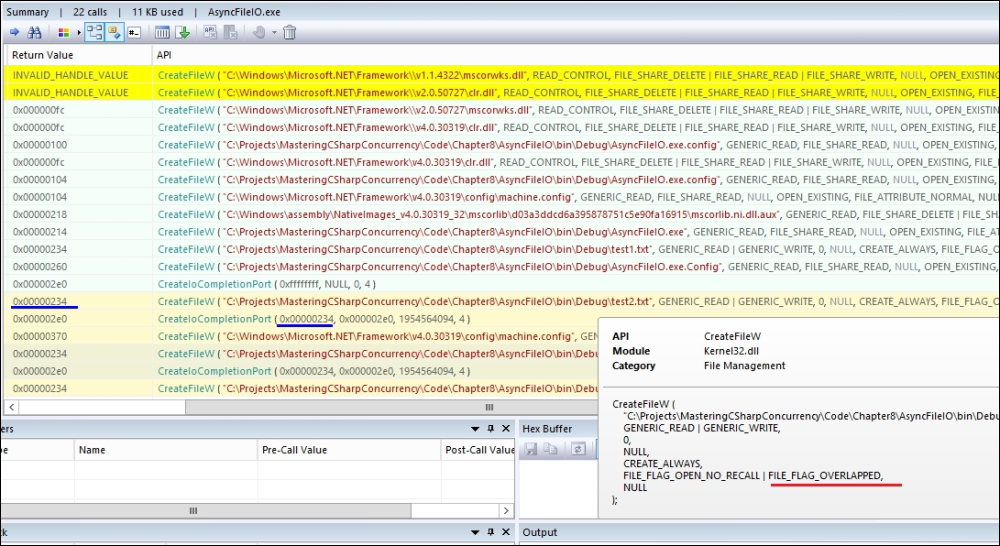 Summary | 22 calls | 11 KB used | AsyncFileIO.exe
Return Value API
INVALID_HANDLE_VALUE CreateFileW ( "C:\Windows\Microsoft.NET\Framework\\v1.1.4322\mscorwks.dll", READ_CONTROL, FILE_SHARE_DELETE | FILE_SHARE_READ | FILE_SHARE_WRITE, NULL, OPEN_EXISTING
INVALID_HANDLE_VALUE CreateFileW ( "C:\Windows\Microsoft.NET\Framework\\v2.0.50727\clr.dll", READ_CONTROL, FILE_SHARE_DELETE | FILE_SHARE_READ | FILE_SHARE_WRITE, NULL, OPEN_EXISTING, FILE_
0x000000fc CreateFileW ( "C:\Windows\Microsoft.NET\Framework\\v2.0.50727\mscorwks.dll", READ_CONTROL, FILE_SHARE_DELETE | FILE_SHARE_READ | FILE_SHARE_WRITE, NULL, OPEN_EXISTING
0x000000fc CreateFileW ( "C:\Windows\Microsoft.NET\Framework\\v4.0.30319\clr.dll", READ_CONTROL, FILE_SHARE_DELETE | FILE_SHARE_READ | FILE_SHARE_WRITE, NULL, OPEN_EXISTING, FILE_
0x00000100 CreateFileW ( "C:\Projects\MasteringCSharpConcurrency\Code\Chapter8\AsyncFileIO\bin\Debug\AsyncFileIO.exe.config", GENERIC_READ, FILE_SHARE_READ, NULL, OPEN_EXISTING,
0x000000fc CreateFileW ( "C:\Windows\Microsoft.NET\Framework\v4.0.30319\clr.dll", READ_CONTROL, FILE_SHARE_DELETE | FILE_SHARE_READ | FILE_SHARE_WRITE, NULL, OPEN_EXISTING, FILE_A
0x00000104 CreateFileW ( "C:\Projects\MasteringCSharpConcurrency\Code\Chapter8\AsyncFileIO\bin\Debug\AsyncFileIO.exe.config", GENERIC_READ, FILE_SHARE_READ, NULL, OPEN_EXISTING,
0x00000104 CreateFileW ( "C:\Windows\Microsoft.NET\Framework\v4.0.30319\config\machine.config", GENERIC_READ, FILE_SHARE_READ, NULL, OPEN_EXISTING, FILE_ATTRIBUTE_NORMAL, NUL
0x00000218 CreateFileW ( "C:\Windows\assembly\NativeImages_v4.0.30319_32\mscorlib\d03a3ddcd6a395878751c5e90fa16915\mscorlib.ni.dll.aux", GENERIC_READ, FILE_SHARE_DELETE | FILE_SH
0x00000214 CreateFileW ( "C:\Projects\MasteringCSharpConcurrency\Code\Chapter8\AsyncFileIO\bin\Debug\AsyncFileIO.exe", GENERIC_READ, FILE_SHARE_READ, NULL, OPEN_EXISTING, FILE_AT
0x00000234 CreateFileW ( "C:\Projects\MasteringCSharpConcurrency\Code\Chapter8\AsyncFileIO\bin\Debug\test1.txt", GENERIC_READ | GENERIC_WRITE, 0, NULL, CREATE_ALWAYS, FILE_FLAG_O
0x00000260 CreateFileW ( "C:\Projects\MasteringCSharpConcurrency\Code\Chapter8\AsyncFileIO\bin\Debug\AsyncFileIO.exe.Config", GENERIC_READ, FILE_SHARE_READ, NULL, OPEN_EXISTING,
0x000002e0 CreateIoCompletionPort ( 0xffffffff, NULL, 0, 4 )
0x00000234 CreateFileW ( "C:\Projects\MasteringCSharpConcurrency\Code\Chapter8\AsyncFileIO\bin\Debug\test2.txt", GENERIC_READ | GENERIC_WRITE, 0, NULL, CREATE_ALWAYS, FILE_FLAG_O
0x000002e0 CreateIoCompletionPort ( 0x00000234, 0x000002e0, 1954564094, 4 )
0x00000370 CreateFileW ( "C:\Windows\Microsoft.NET\Framework\v4.0.30319\config\machine.config", GEN
0x00000234 CreateFileW ( "C:\Projects\MasteringCSharpConcurrency\Code\Chapter8\AsyncFileIO\bin\Debu
0x000002e0 CreateIoCompletionPort ( 0x00000234, 0x000002e0, 1954564094, 4 )
0x00000234 CreateFileW ( "C:\Projects\MasteringCSharpConcurrency\Code\Chapter8\AsyncFileIO\bin\Debu
API CreateFileW
Module Kernel32.dll
Category File Management
CreateFileW (
"C:\Projects\MasteringCSharpConcurrency\Code\Chapter8\AsyncFileIO\bin\Debu
GENERIC_READ | GENERIC_WRITE,
0,
NULL,
CREATE_ALWAYS,
FILE_FLAG_OPEN_NO_RECALL | FILE_FLAG_OVERLAPPED,
NULL
);
ers
Hex Buffer
pe Name Pre-Call Value Post-Call Value
ck
Output